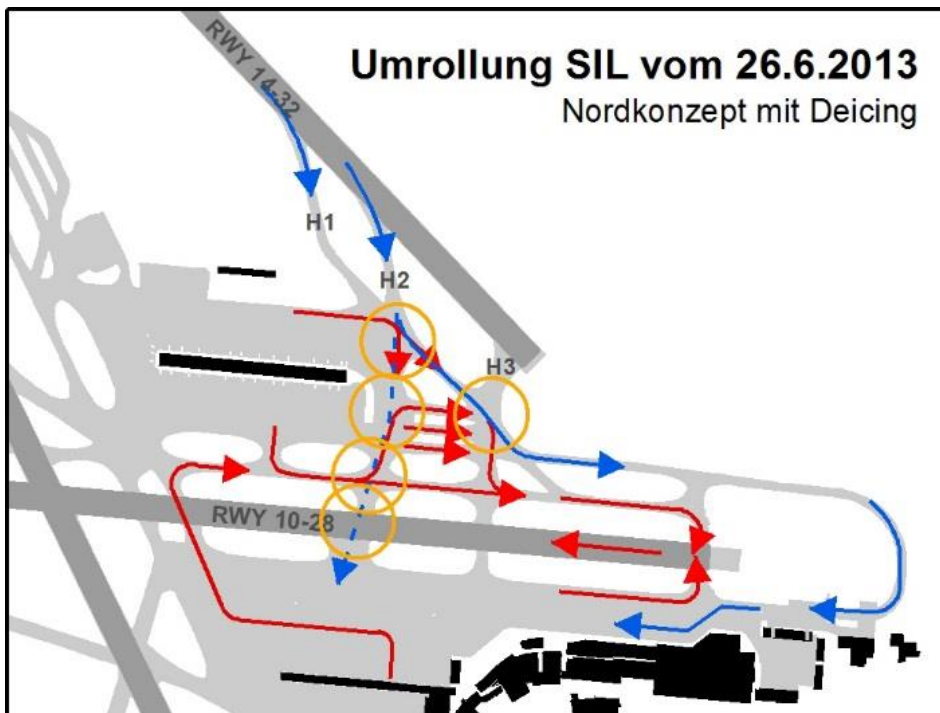 Umrollung SIL vom 26.6.2013
Nordkonzept mit Deicing
RWY 14-32
H1
H2
H3
RWY 10-28